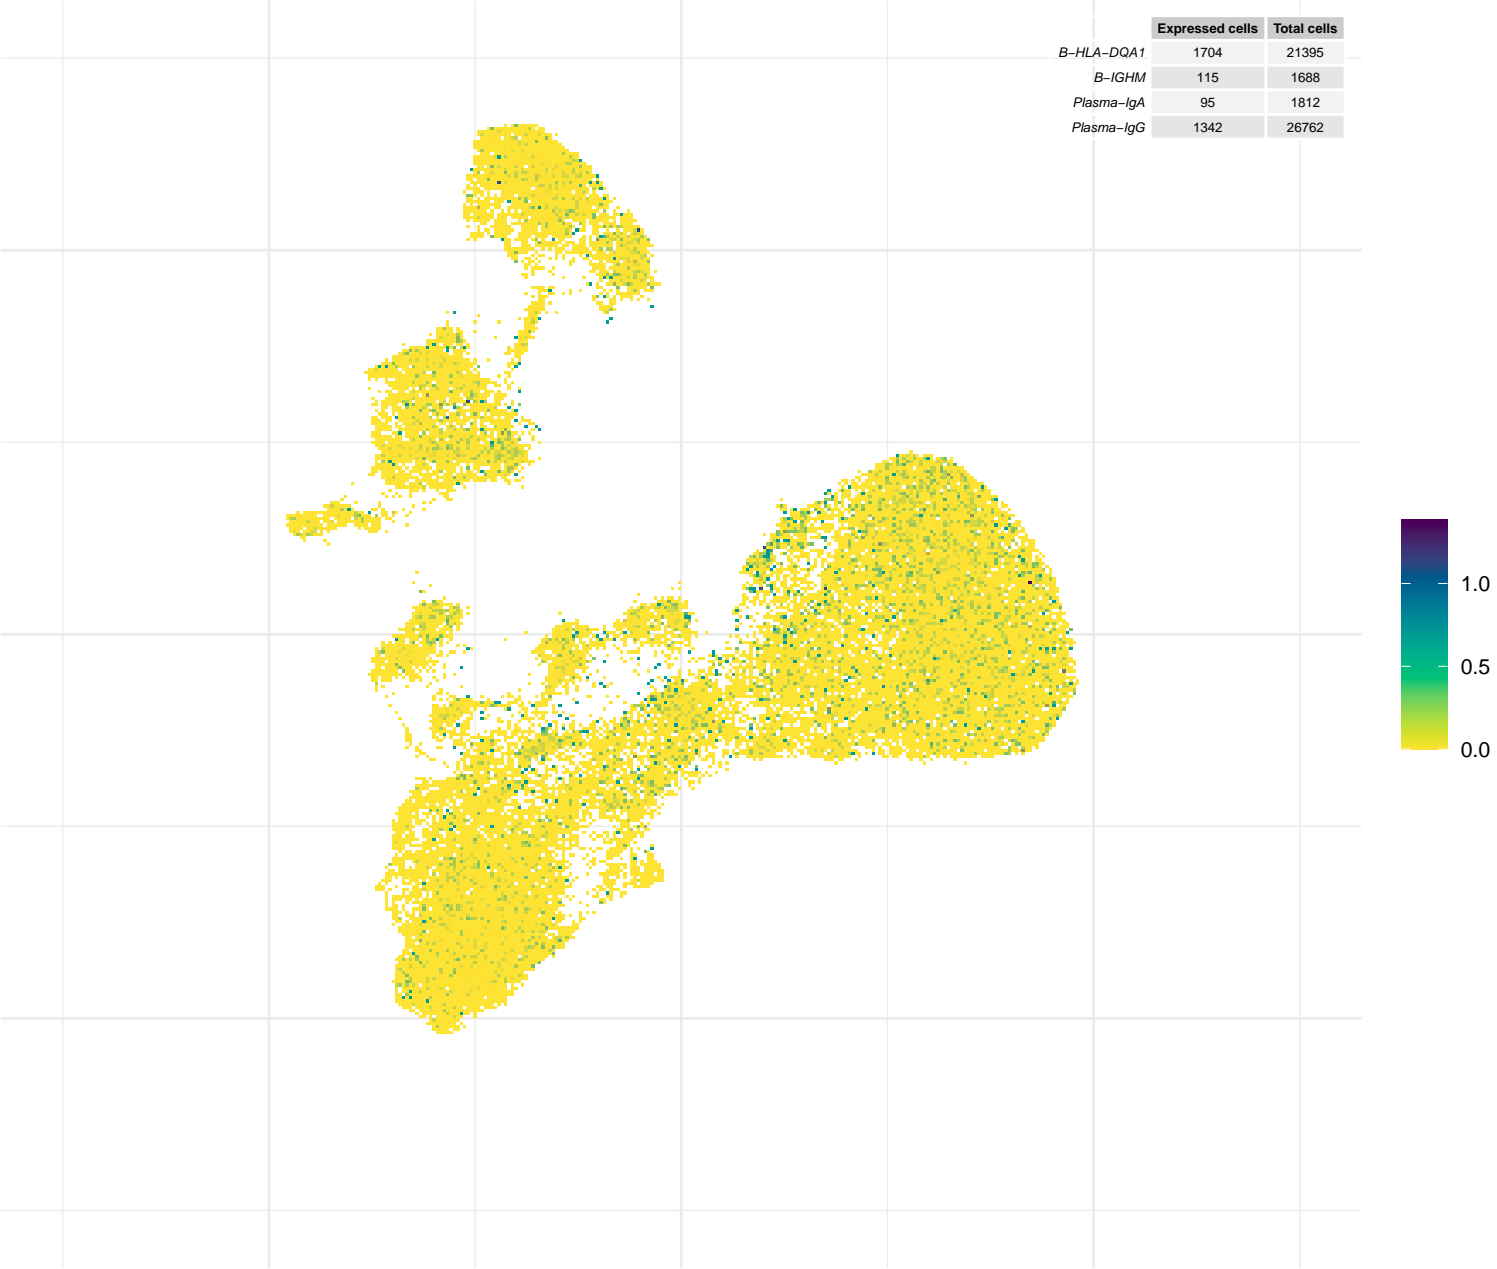 Expressed cells Total cells
B−HLA−DQA1 1704 21395
B−IGHM 115 1688
Plasma−IgA 95 1812
Plasma−IgG 1342 26762
1.0
0.5
0.0